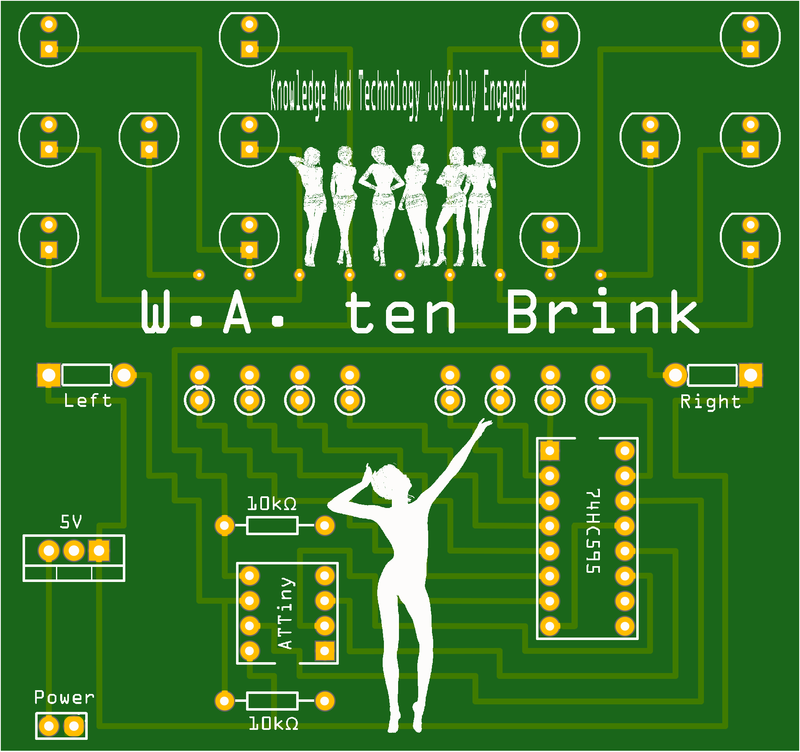 Knowledge And Technology Joyfully Engaged
W.A. ten Brink
Left
Right
10kΩ
5V
74HC595
ATTiny
Power
10kΩ